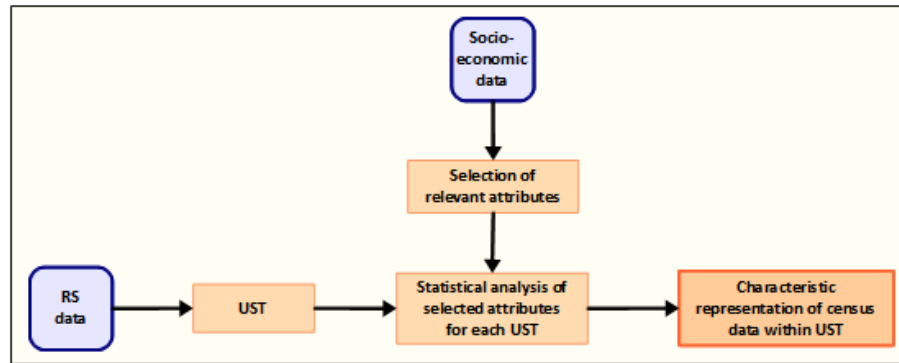 Socio-
economic
data
Selection of
relevant attributes
RS
data
UST
Statistical analysis of
selected attributes
for each UST
Characteristic
representation of census
data within UST